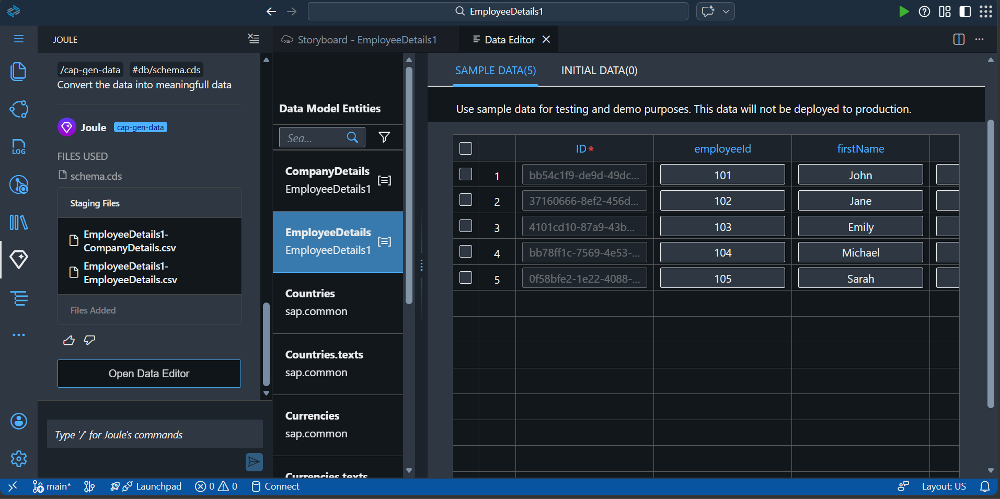 EmployeeDetails1
JOULE
Storyboard - EmployeeDetails1
Data Editor
/cap-gen-data #db/schema.cds
Convert the data into meaningfull data
Joule cap-gen-data
FILES USED
schema.cds
Staging Files
EmployeeDetails1-
CompanyDetails.csv
EmployeeDetails1-
EmployeeDetails.csv
Files Added
Open Data Editor
Type '/' for Joule's commands
LOG
Data Model Entities
Sea...
CompanyDetails
EmployeeDetails1
EmployeeDetails
EmployeeDetails1
Countries
sap.common
Countries.texts
sap.common
Currencies
sap.common
Currencies.texts
SAMPLE DATA(5) INITIAL DATA(0)
Use sample data for testing and demo purposes. This data will not be deployed to production.
ID * employeeId firstName
1 bb54c1f9-de9d-49dc... 101 John
2 37160666-8ef2-456d... 102 Jane
3 4101cd10-87a9-43b... 103 Emily
4 bb78ff1c-7569-4e53-... 104 Michael
5 0f58bfe2-1e22-4088-... 105 Sarah
main* Launchpad 0 0 Connect Layout: US